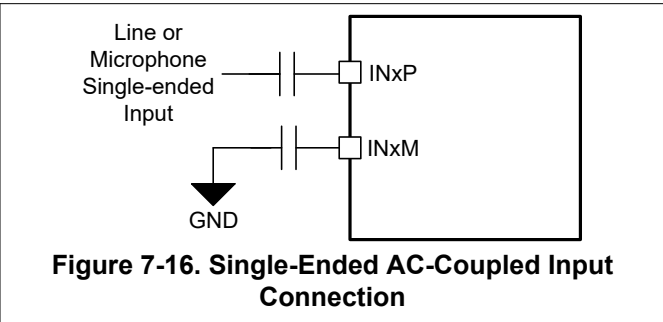 Line or
Microphone
Single-ended
Input
INxP
INxM
GND
Figure 7-16. Single-Ended AC-Coupled Input
Connection